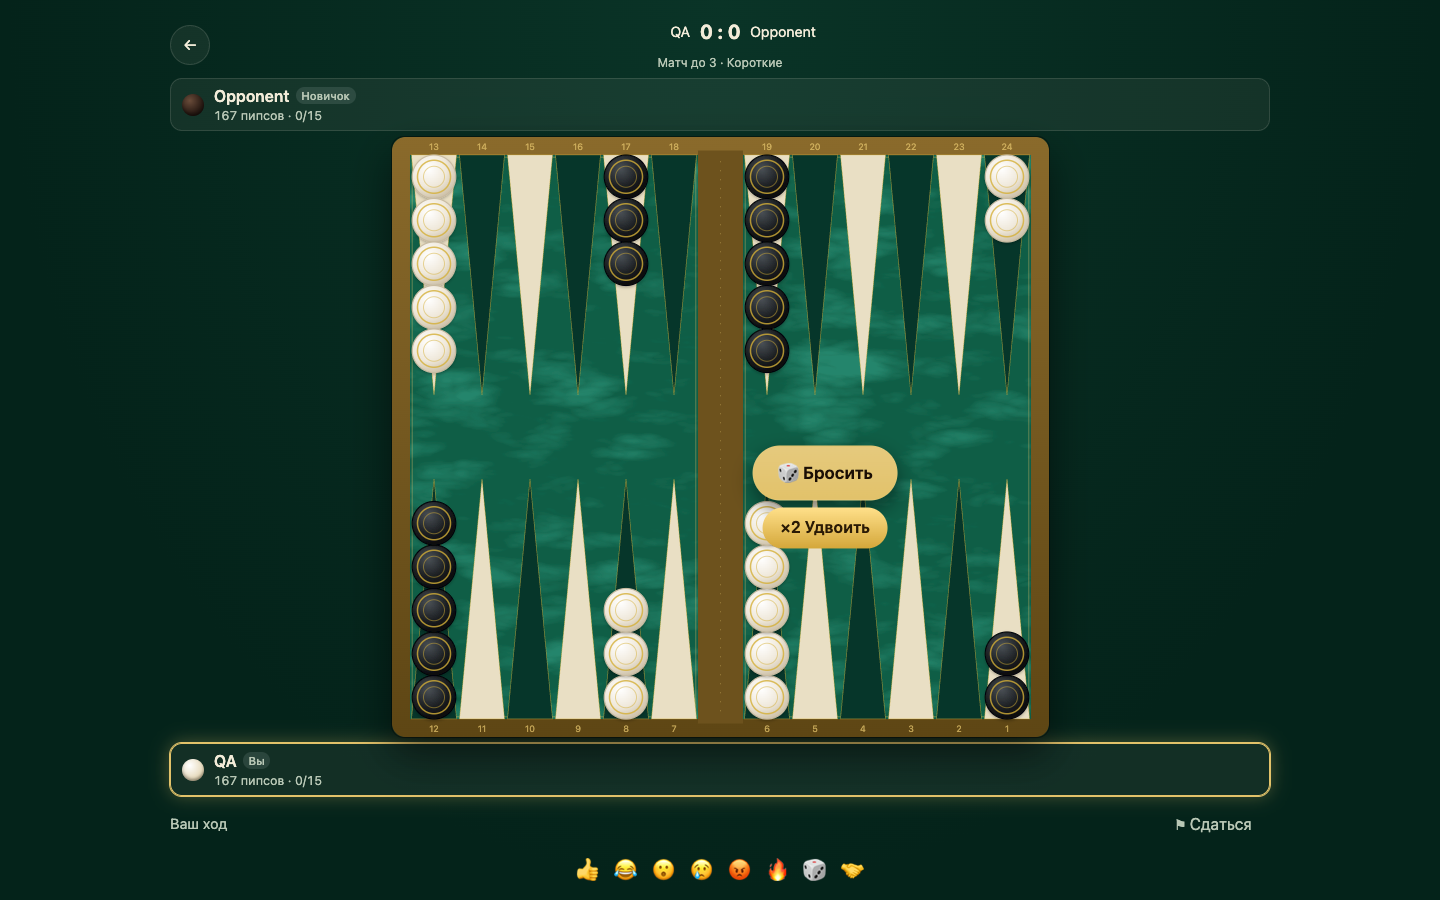 QA 0 : 0 Opponent
Матч до 3 · Короткие
Opponent Новичок
167 пипсов · 0/15
13 14 15 16 17 18 19 20 21 22 23 24
Бросить
×2 Удвоить
12 11 10 9 8 7 6 5 4 3 2 1
QA Вы
167 пипсов · 0/15
Ваш ход
Сдаться